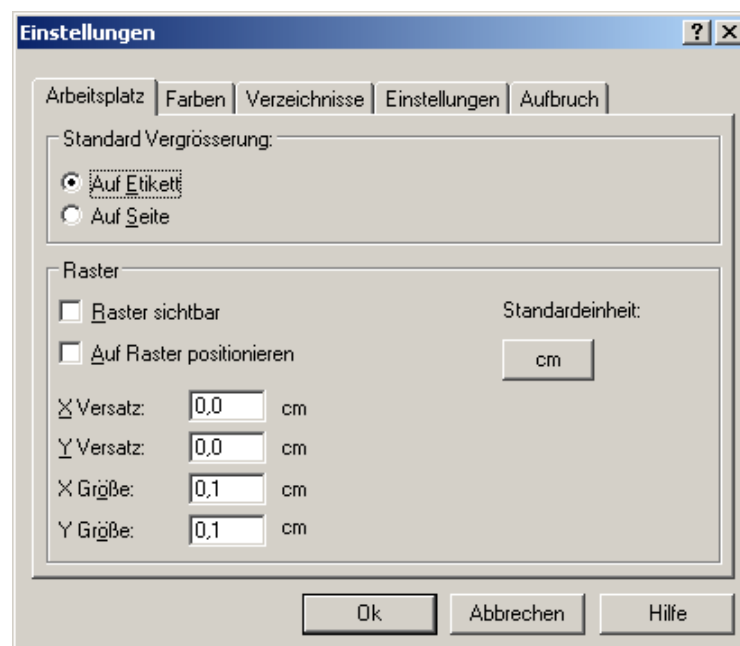 Einstellungen
Arbeitsplatz Farben Verzeichnisse Einstellungen Aufbruch
Standard Vergrösserung:
Auf Etikett
Auf Seite
Raster
Raster sichtbar Standardeinheit:
Auf Raster positionieren cm
X Versatz: 0,0 cm
Y Versatz: 0,0 cm
X Größe: 0,1 cm
Y Größe: 0,1 cm
Ok Abbrechen Hilfe